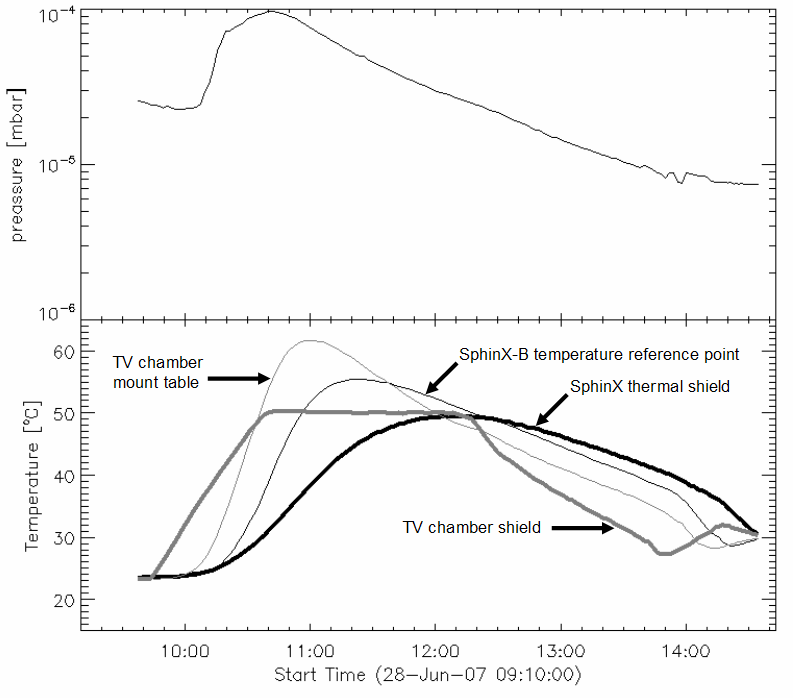 10⁻⁴
10⁻⁵
10⁻⁶
preassure [mbar]
TV chamber
mount table
SphinX-B temperature reference point
SphinX thermal shield
TV chamber shield
60
50
40
30
20
Temperature [°C]
10:00 11:00 12:00 13:00 14:00
Start Time (28-Jun-07 09:10:00)